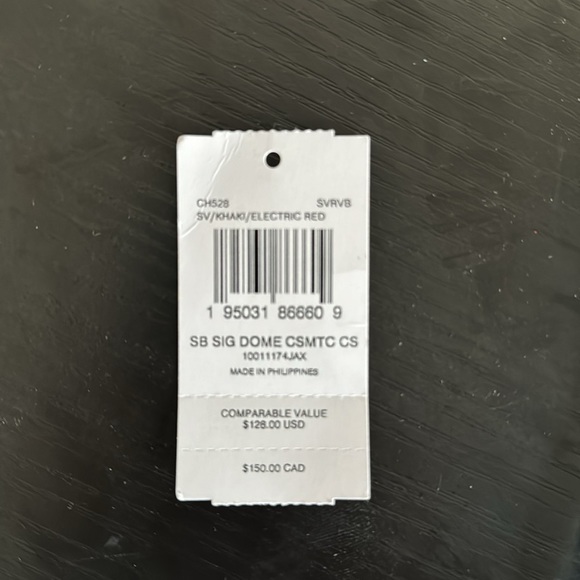 CH528 SVRVB
SV/KHAKI/ELECTRIC RED
1 95031 86660 9
SB SIG DOME CSMTC CS
10011174JAX
MADE IN PHILIPPINES
COMPARABLE VALUE
$128.00 USD
$150.00 CAD